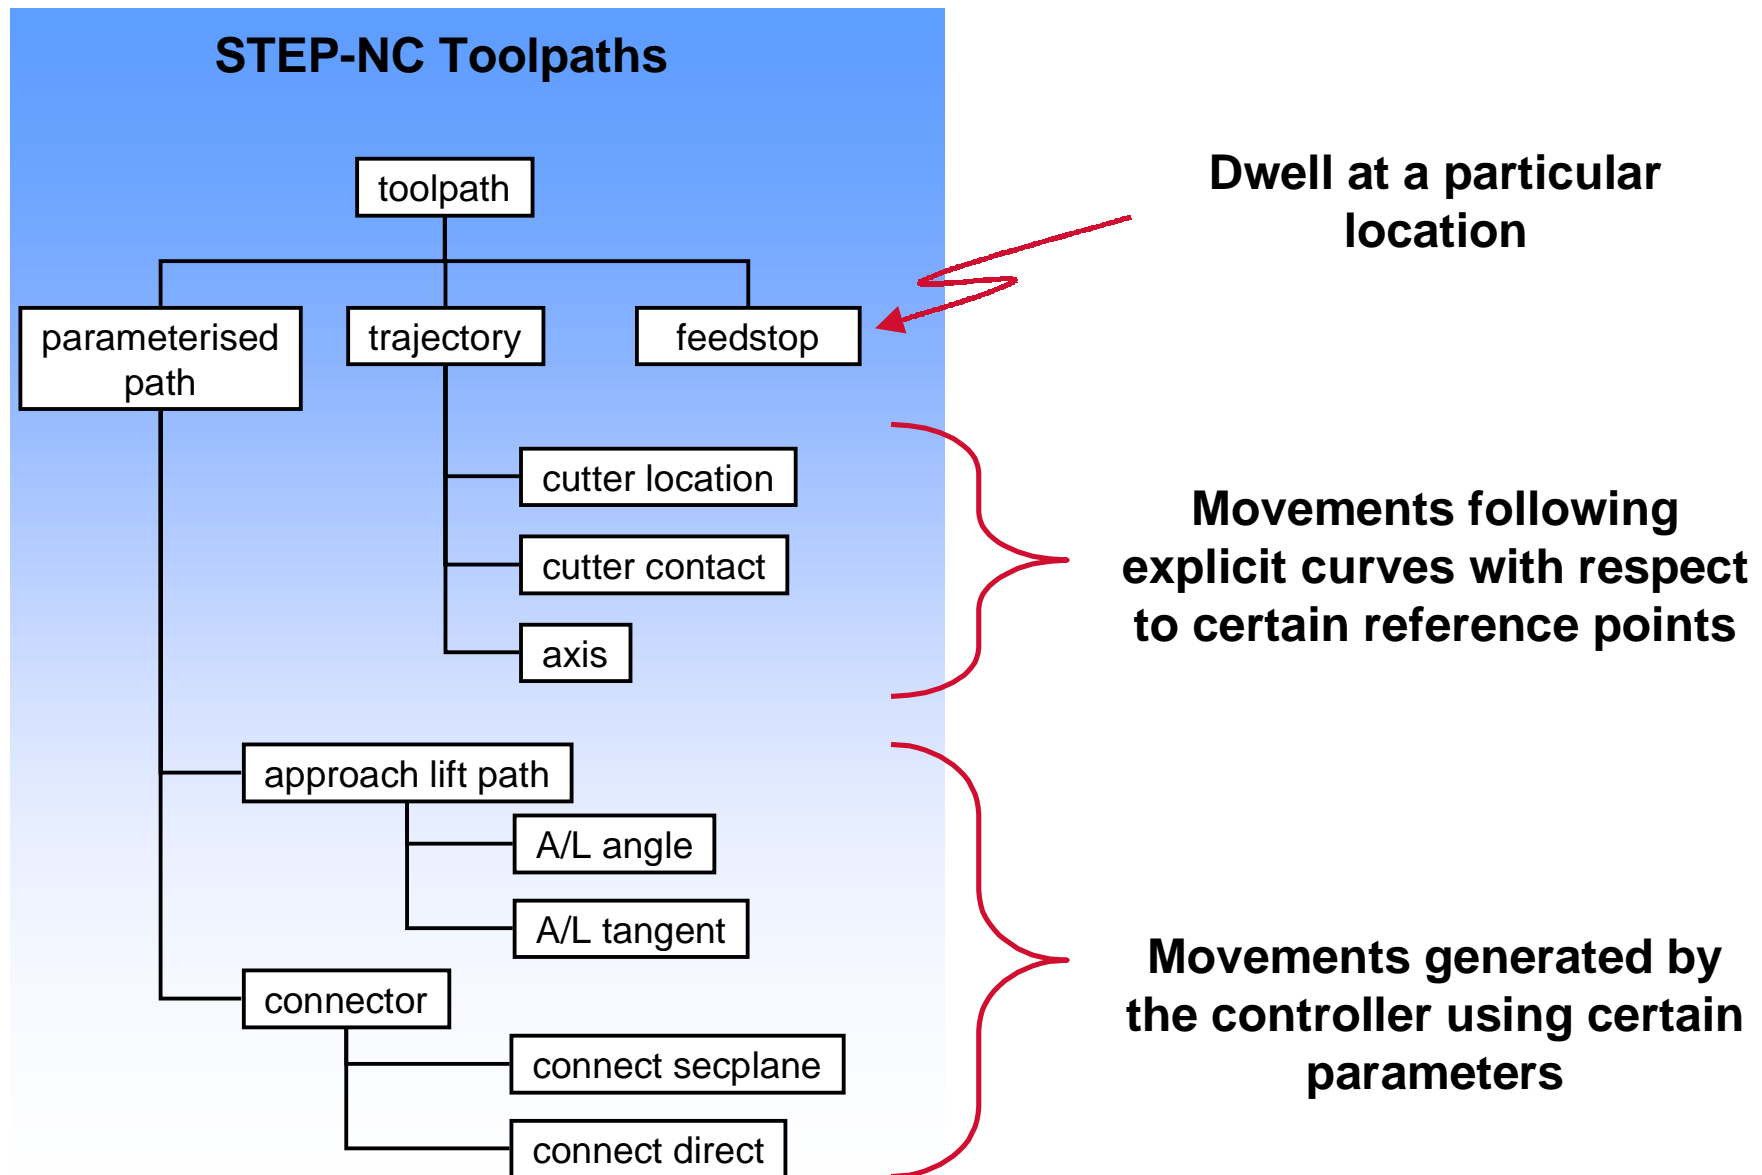 STEP-NC Toolpaths
toolpath
parameterised
path
trajectory
feedstop
cutter location
cutter contact
axis
approach lift path
A/L angle
A/L tangent
connector
connect secplane
connect direct
Dwell at a particular
location
Movements following
explicit curves with respect
to certain reference points
Movements generated by
the controller using certain
parameters